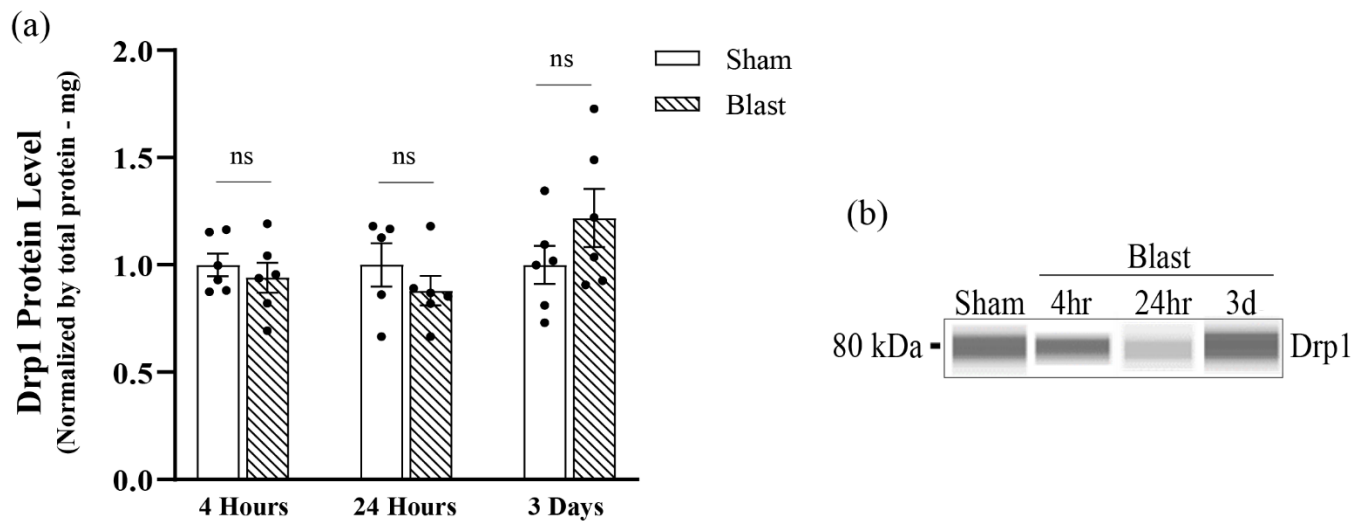 (a)
Drp1 Protein Level
(Normalized by total protein - mg)
2.0
1.5
1.0
0.5
0.0
ns
ns
ns
4 Hours
24 Hours
3 Days
Sham
Blast
(b)
Blast
Sham 4hr 24hr 3d
80 kDa Drp1